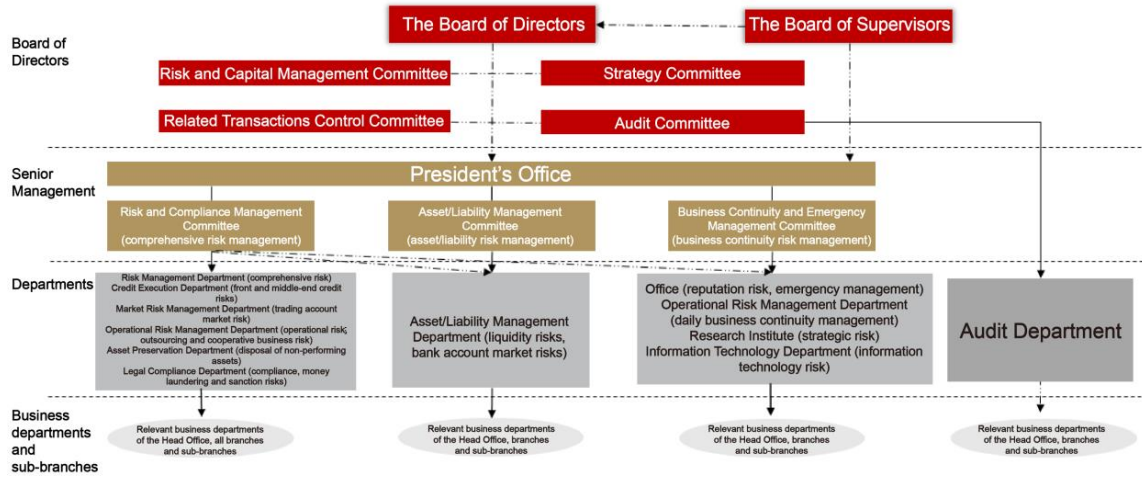 Board of
Directors
The Board of Directors
The Board of Supervisors
Risk and Capital Management Committee
Strategy Committee
Related Transactions Control Committee
Audit Committee
Senior
Management
President's Office
Risk and Compliance Management
Committee
(comprehensive risk management)
Asset/Liability Management
Committee
(asset/liability risk management)
Business Continuity and Emergency
Management Committee
(business continuity risk management)
Departments
Risk Management Department (comprehensive risk)
Credit Execution Department (front and middle-end credit
risks)
Market Risk Management Department (trading account
market risk)
Operational Risk Management Department (operational risk;
outsourcing and cooperative business risk)
Asset Preservation Department (disposal of non-performing
assets)
Legal Compliance Department (compliance, money
laundering and sanction risks)
Asset/Liability Management
Department (liquidity risks,
bank account market risks)
Office (reputation risk, emergency management)
Operational Risk Management Department
(daily business continuity management)
Research Institute (strategic risk)
Information Technology Department (information
technology risk)
Audit Department
Business
departments
and
sub-branches
Relevant business departments
of the Head Office, all branches
and sub-branches
Relevant business departments
of the Head Office, branches
and sub-branches
Relevant business departments
of the Head Office, branches
and sub-branches
Relevant business departments
of the Head Office, branches
and sub-branches